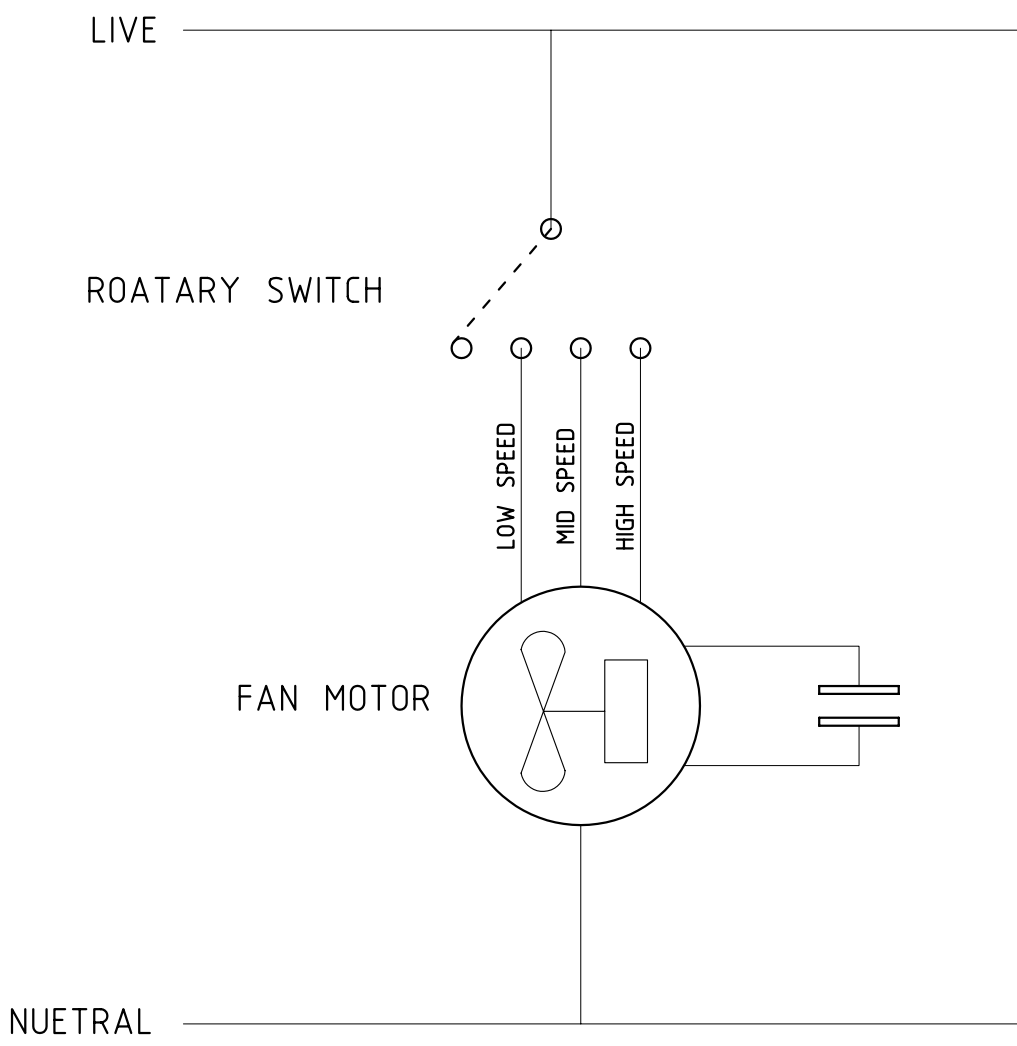 LIVE
ROATARY SWITCH
LOW SPEED
MID SPEED
HIGH SPEED
FAN MOTOR
NUETRAL